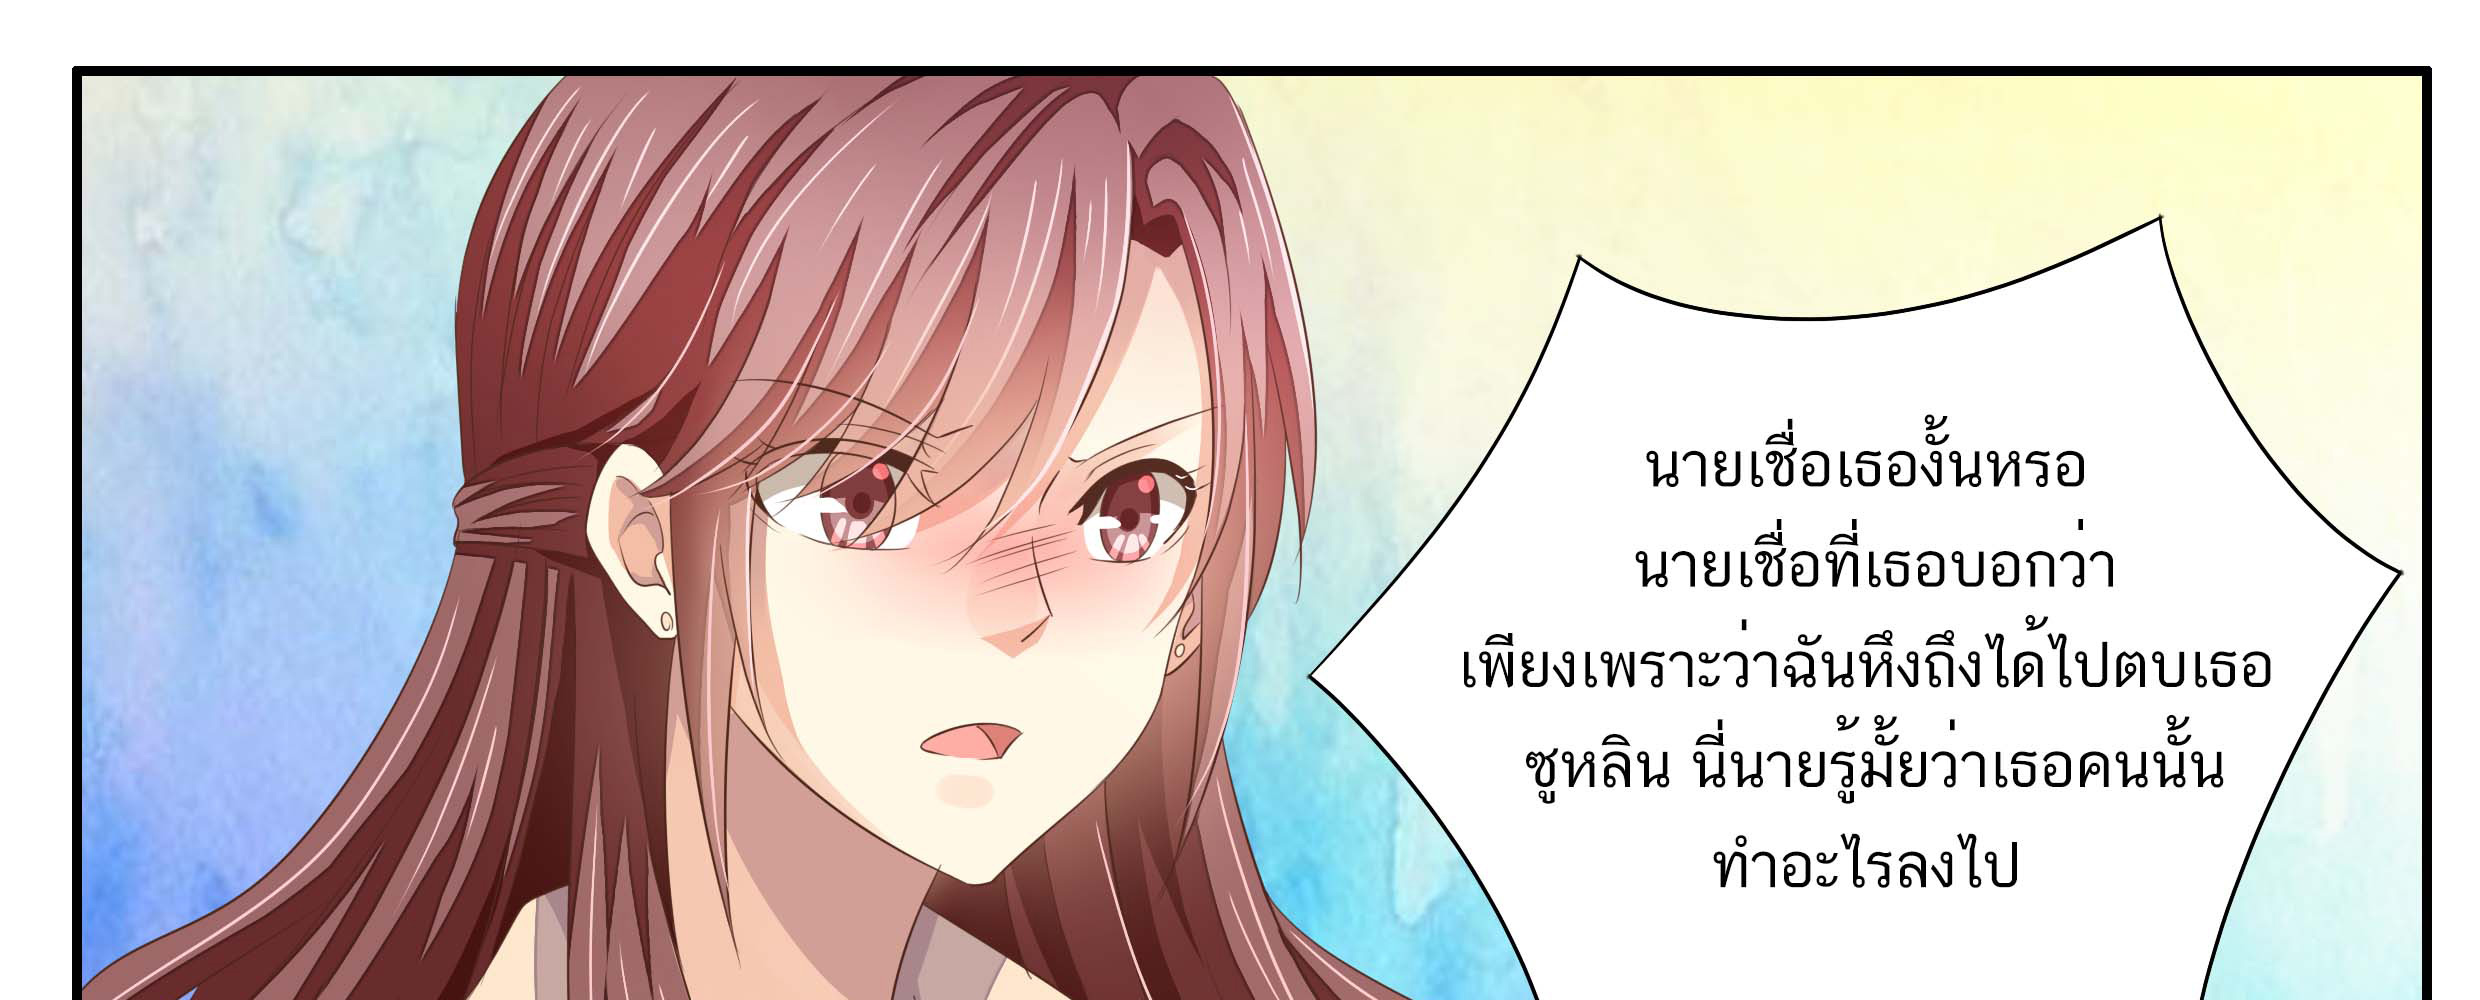 นายเชื่อเธองั้นหรอ
นายเชื่อที่เธอบอกว่า
เพียงเพราะว่าฉันหึงถึงได้ไปตบเธอ
ซูหลิน นี่นายรู้มั้ยว่าเธอคนนั้น
ทำอะไรลงไป